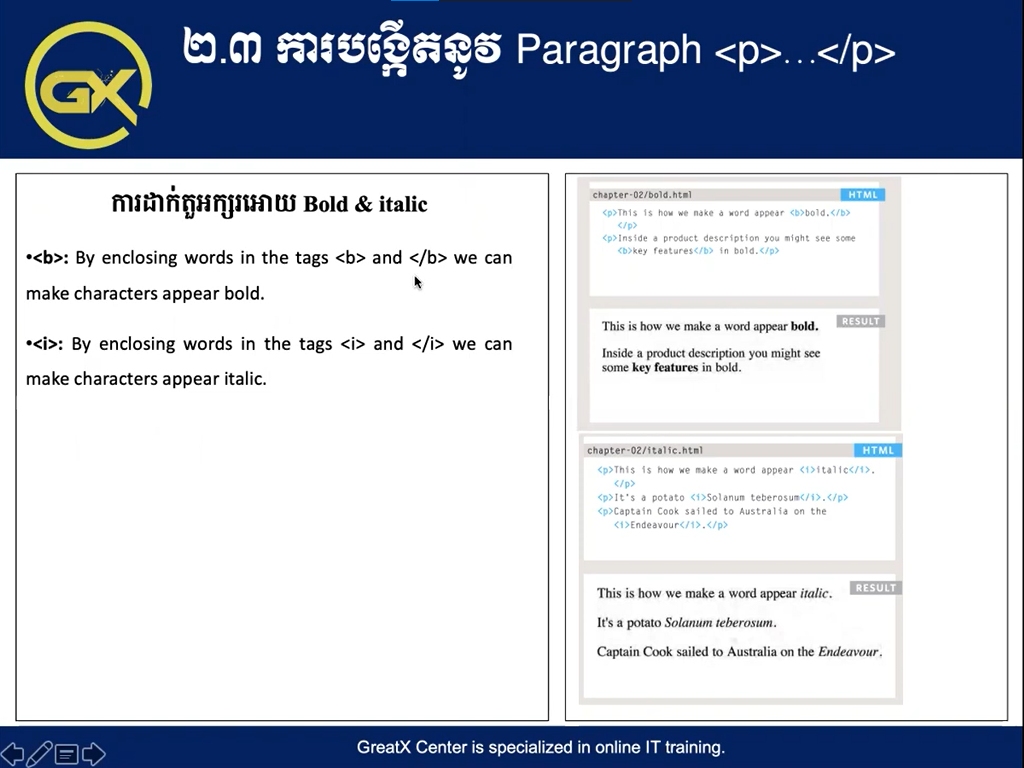 GX
២.៣ ការបង្កើតនូវ Paragraph <p>…</p>
ការដាក់តួអក្សរអោយ Bold & italic
•<b>: By enclosing words in the tags <b> and </b> we can
make characters appear bold.
•<i>: By enclosing words in the tags <i> and </i> we can
make characters appear italic.
chapter-02/bold.html HTML
<p>This is how we make a word appear <b>bold.</b>
</p>
<p>Inside a product description you might see some
<b>key features</b> in bold.</p>
RESULT
This is how we make a word appear bold.
Inside a product description you might see
some key features in bold.
chapter-02/italic.html HTML
<p>This is how we make a word appear <i>italic</i>.
</p>
<p>It's a potato <i>Solanum teberosum</i>.</p>
<p>Captain Cook sailed to Australia on the
<i>Endeavour</i>.</p>
RESULT
This is how we make a word appear italic.
It's a potato Solanum teberosum.
Captain Cook sailed to Australia on the Endeavour.
GreatX Center is specialized in online IT training.